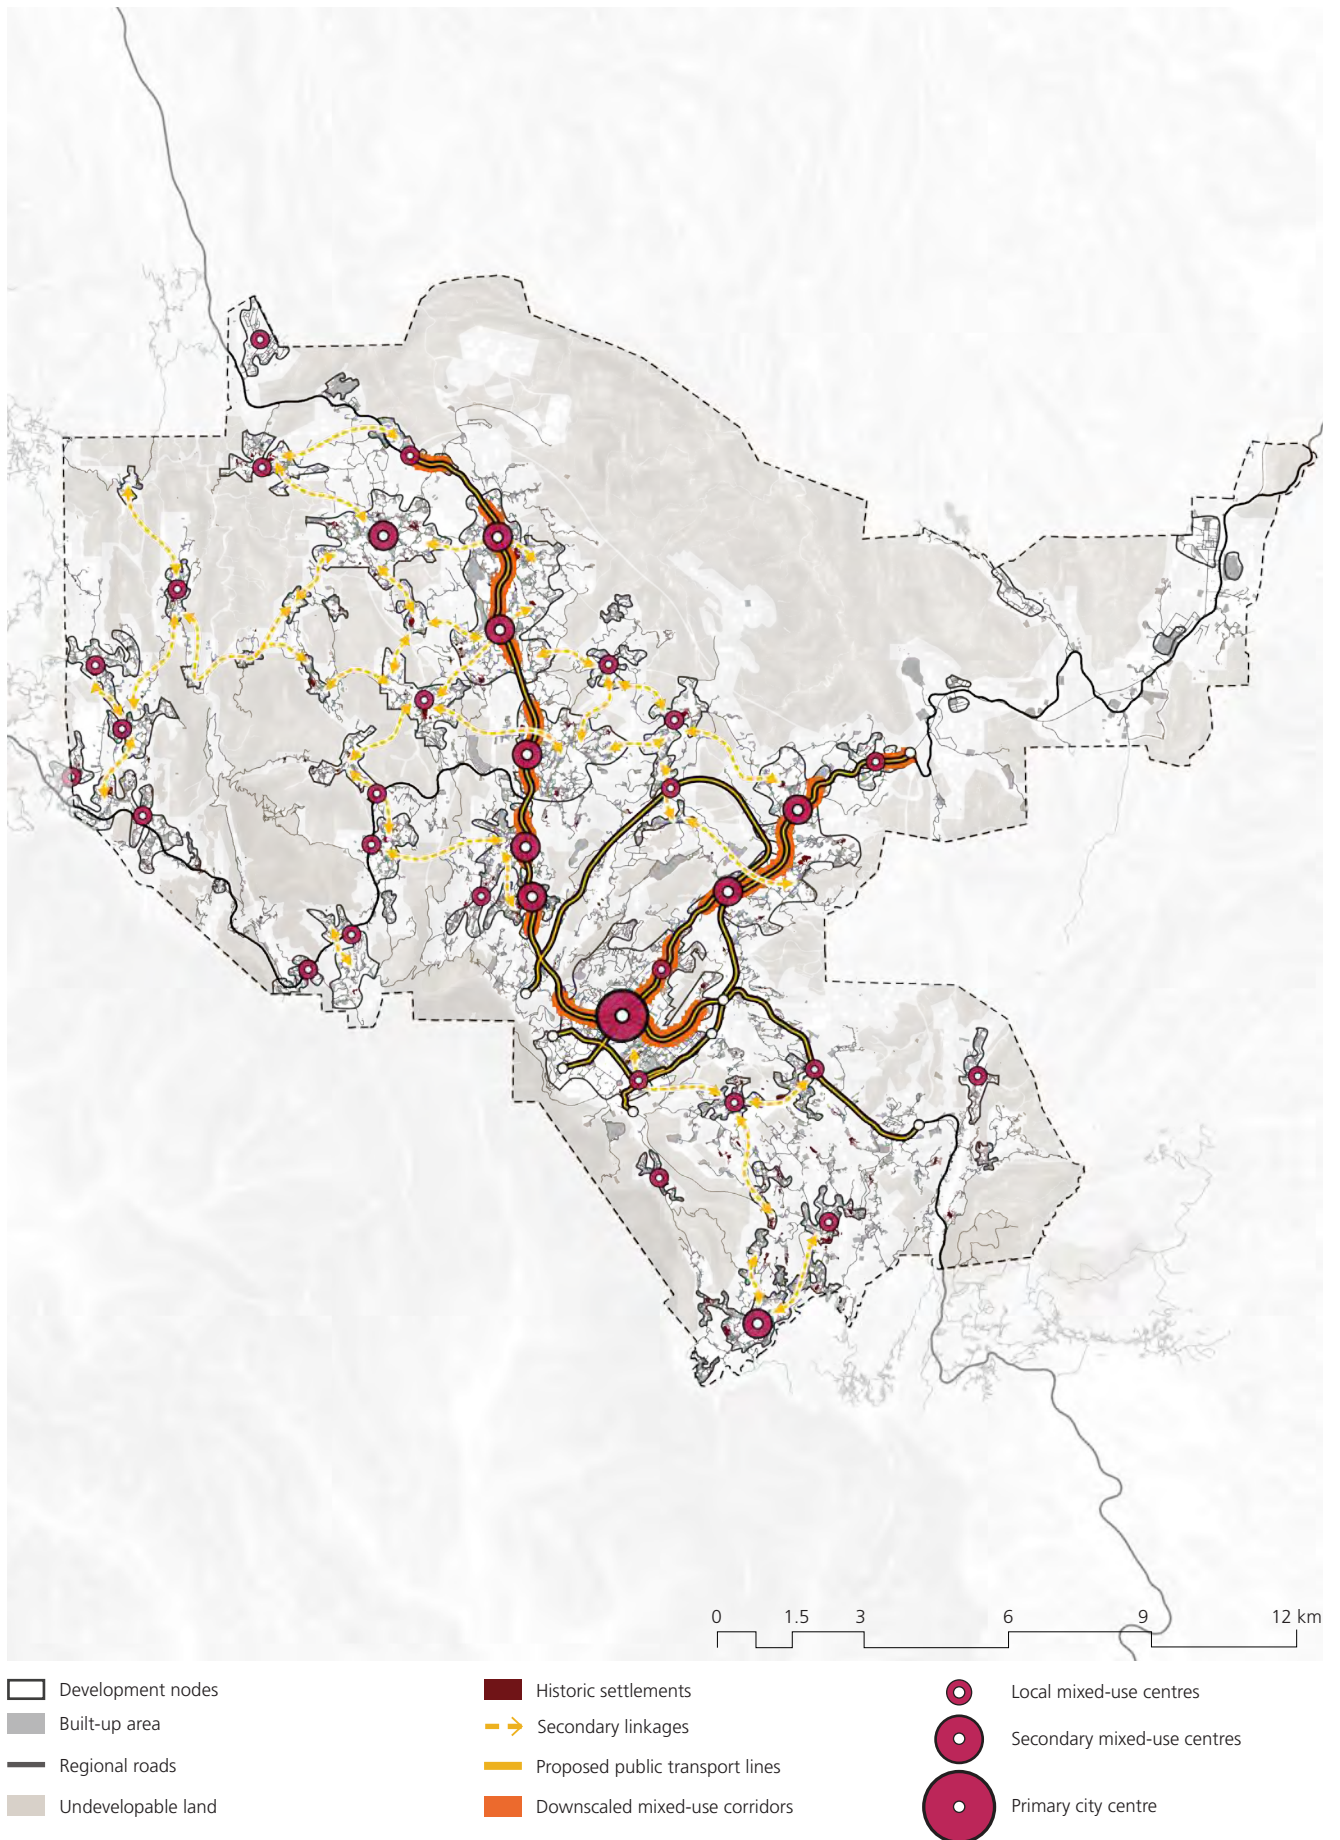 0 1.5 3 6 9 12 km
Development nodes
Built-up area
Regional roads
Undevelopable land
Historic settlements
Secondary linkages
Proposed public transport lines
Downscaled mixed-use corridors
Local mixed-use centres
Secondary mixed-use centres
Primary city centre